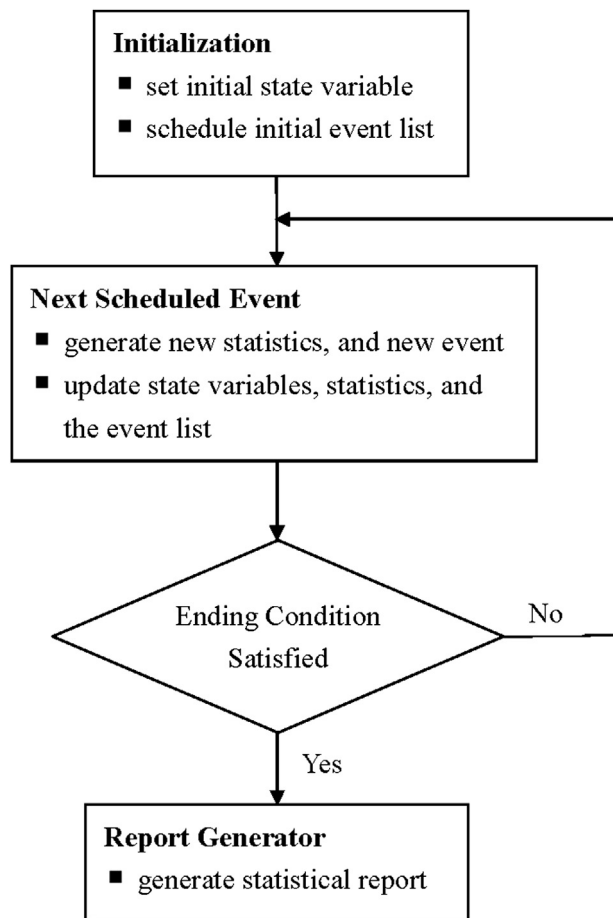 Initialization
■ set initial state variable
■ schedule initial event list
Next Scheduled Event
■ generate new statistics, and new event
■ update state variables, statistics, and
the event list
Ending Condition
Satisfied
No
Yes
Report Generator
■ generate statistical report